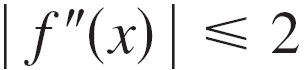 | f″(x) | ⩽ 2